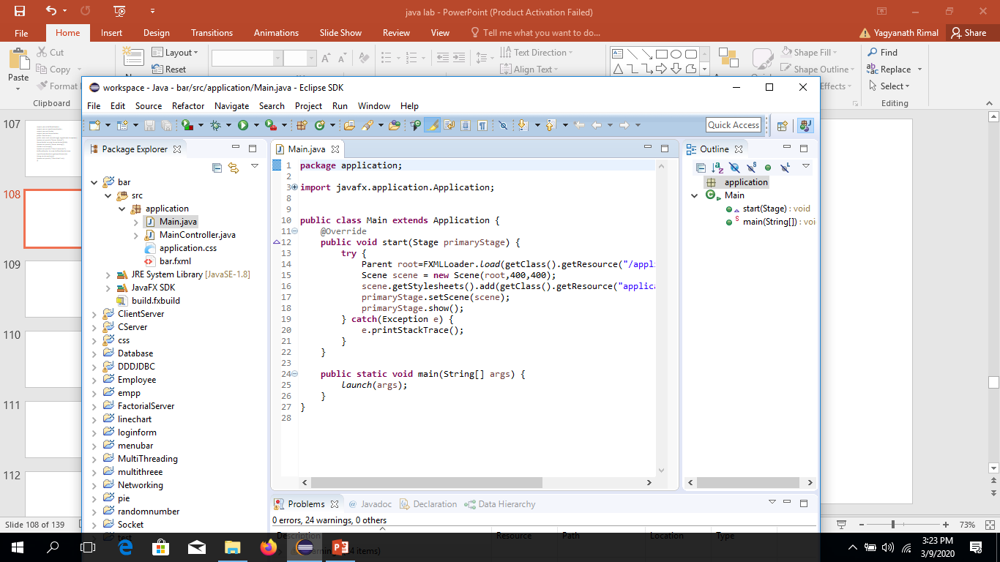 java lab - PowerPoint (Product Activation Failed)
File Home Insert Design Transitions Animations Slide Show Review View Tell me what you want to do... Yagyanath Rimal Share
Cut
Copy
Paste
Clipboard
Layout
Reset
Text Direction
Align Text
Shape Fill
Shape Outline
Effects
Find
Replace
Select
Editing
workspace - Java - bar/src/application/Main.java - Eclipse SDK
File Edit Source Refactor Navigate Search Project Run Window Help
Quick Access
107
108
109
110
111
112
Package Explorer
bar
src
application
Main.java
MainController.java
application.css
bar.fxml
JRE System Library [JavaSE-1.8]
JavaFX SDK
build.fxbuild
ClientServer
CServer
css
Database
DDDJDBC
Employee
empp
FactorialServer
linechart
loginform
menubar
MultiThreading
multithreee
Networking
pie
randomnumber
Socket
test
Main.java
1 package application;
2
3 import javafx.application.Application;
8
9
10 public class Main extends Application {
11 @Override
12 public void start(Stage primaryStage) {
13 try {
14 Parent root=FXMLLoader.load(getClass().getResource("/appl
15 Scene scene = new Scene(root,400,400);
16 scene.getStylesheets().add(getClass().getResource("applica
17 primaryStage.setScene(scene);
18 primaryStage.show();
19 } catch(Exception e) {
20 e.printStackTrace();
21 }
22 }
23
24 public static void main(String[] args) {
25 launch(args);
26 }
27 }
28
Outline
application
Main
start(Stage) : void
main(String[]) : voi
Problems @ Javadoc Declaration Data Hierarchy
0 errors, 24 warnings, 0 others
Description Resource Path Location Type
Slide 108 of 139
73%
3:23 PM
3/9/2020